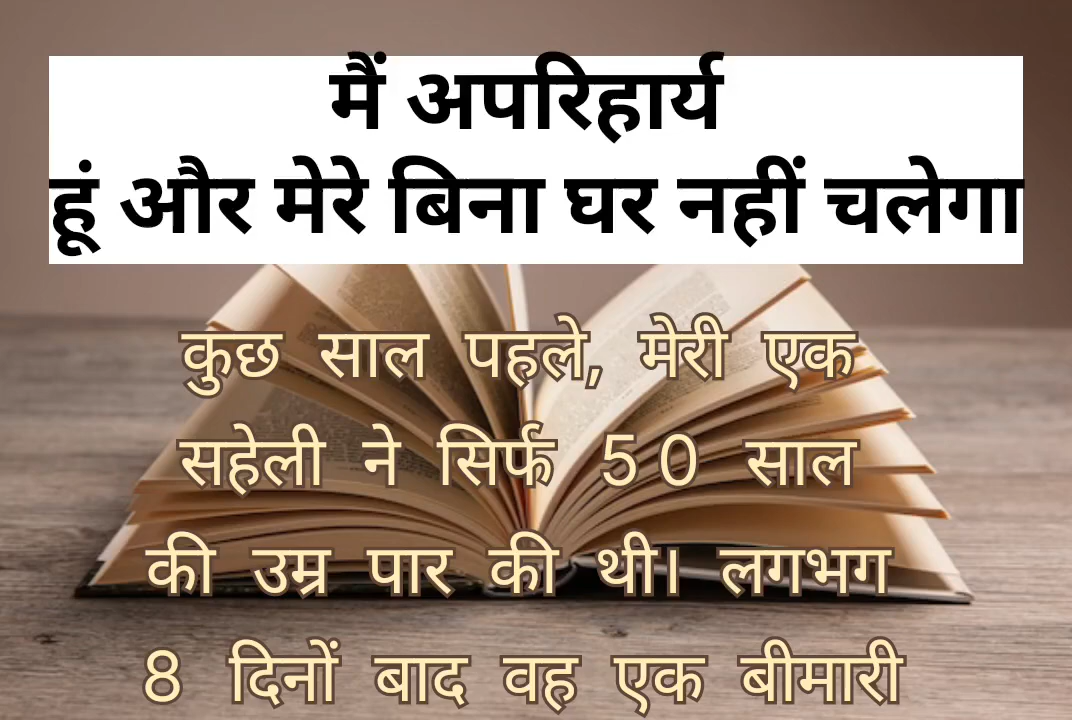 मैं अपरिहार्य
हूं और मेरे बिना घर नहीं चलेगा
कुछ साल पहले, मेरी एक
सहेली ने सिर्फ 50 साल
की उम्र पार की थी। लगभग
8 दिनों बाद वह एक बीमारी